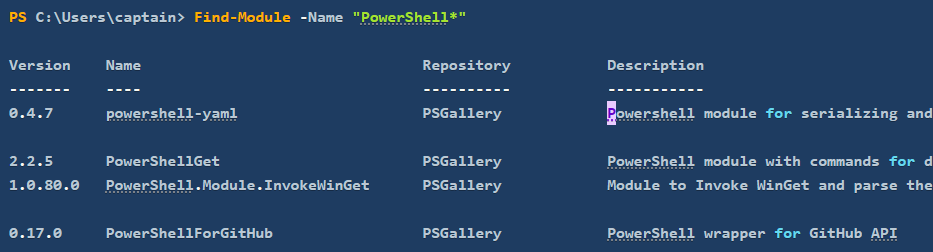 PS C:\Users\captain> Find-Module -Name "PowerShell*"
Version Name Repository Description
------- ---- ---------- -----------
0.4.7 powershell-yaml PSGallery Powershell module for serializing and
2.2.5 PowerShellGet PSGallery PowerShell module with commands for d
1.0.80.0 PowerShell.Module.InvokeWinGet PSGallery Module to Invoke WinGet and parse the
0.17.0 PowerShellForGitHub PSGallery PowerShell wrapper for GitHub API